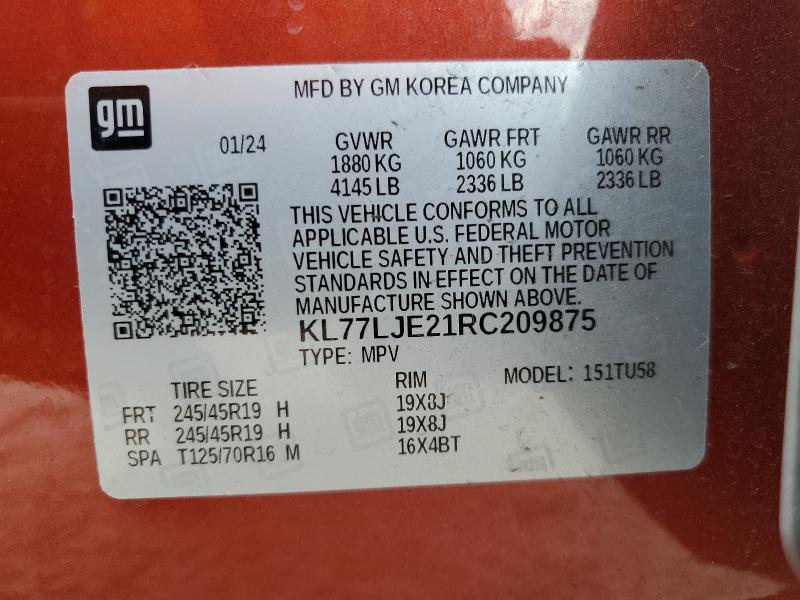 gm
MFD BY GM KOREA COMPANY
01/24
GVWR GAWR FRT GAWR RR
1880 KG 1060 KG 1060 KG
4145 LB 2336 LB 2336 LB
THIS VEHICLE CONFORMS TO ALL
APPLICABLE U.S. FEDERAL MOTOR
VEHICLE SAFETY AND THEFT PREVENTION
STANDARDS IN EFFECT ON THE DATE OF
MANUFACTURE SHOWN ABOVE.
KL77LJE21RC209875
TYPE: MPV
MODEL: 151TU58
TIRE SIZE RIM
FRT 245/45R19 H 19X8J
RR 245/45R19 H 19X8J
SPA T125/70R16 M 16X4BT